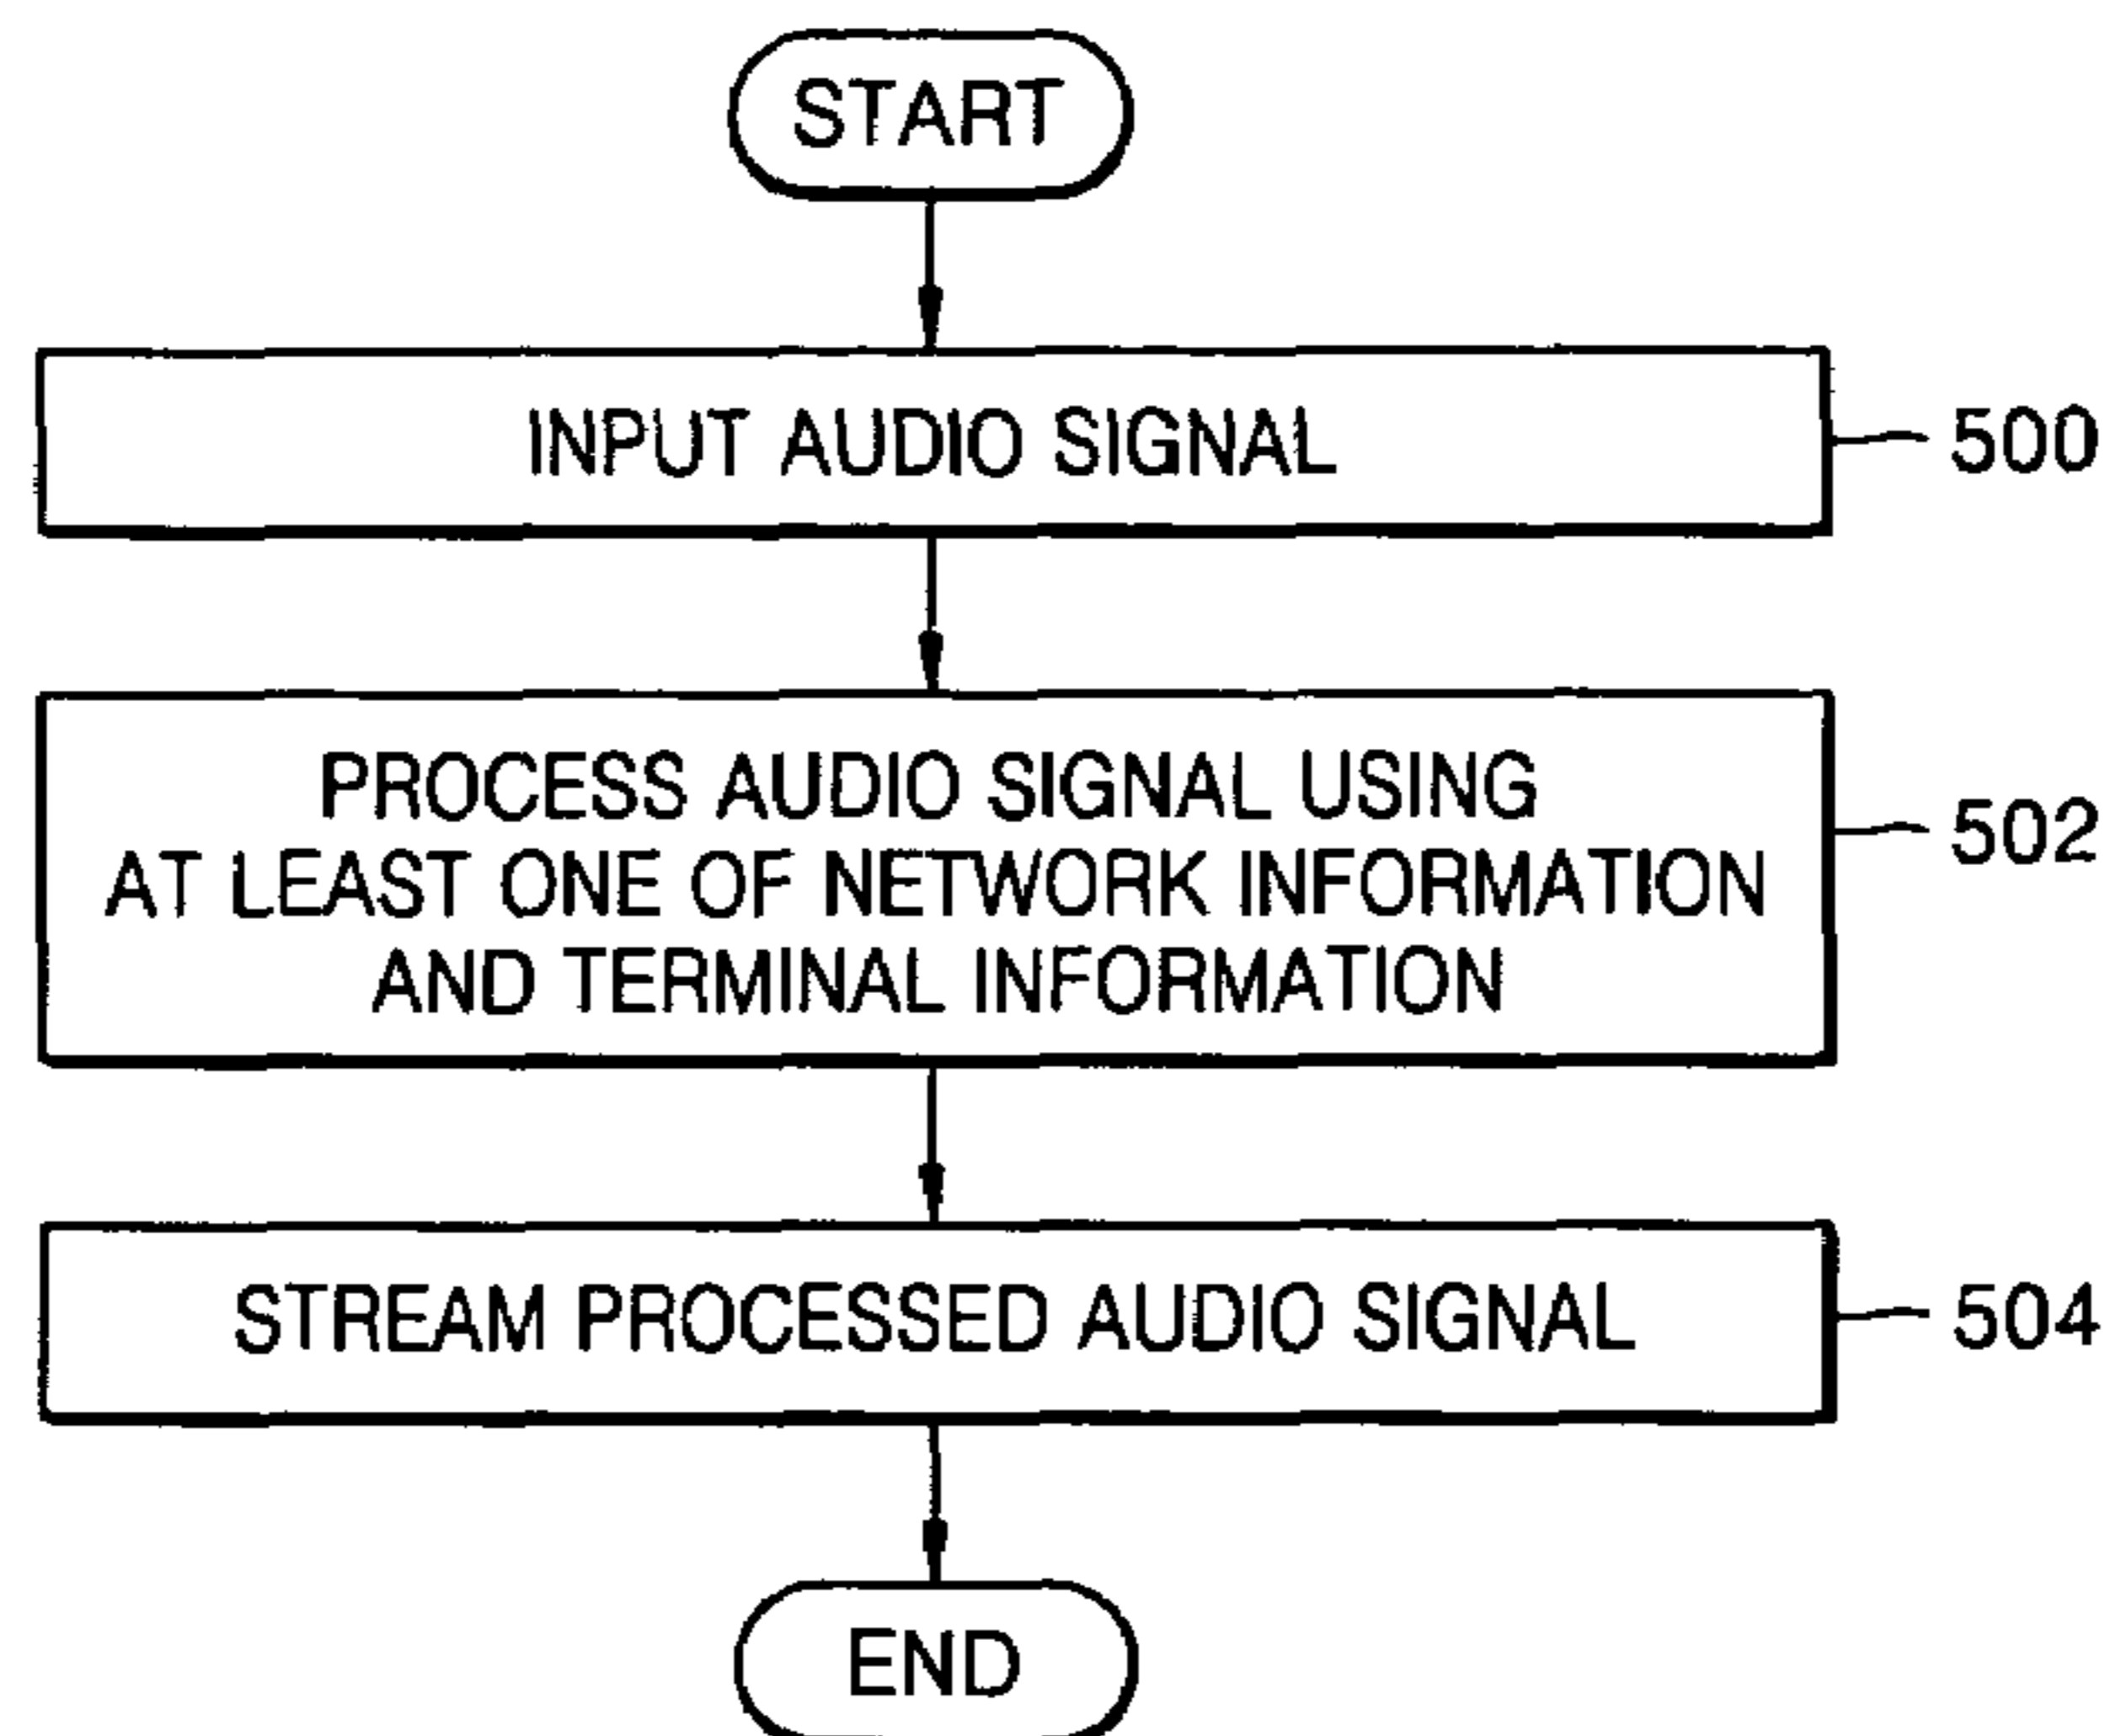 START
INPUT AUDIO SIGNAL
500
PROCESS AUDIO SIGNAL USING
AT LEAST ONE OF NETWORK INFORMATION
AND TERMINAL INFORMATION
502
STREAM PROCESSED AUDIO SIGNAL
504
END